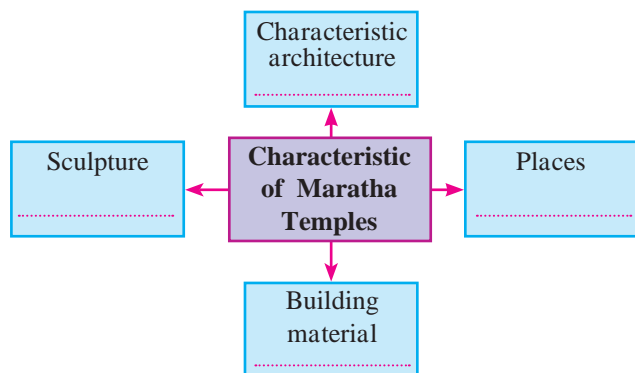 Characteristic
architecture
Sculpture
Characteristic
of Maratha
Temples
Places
Building
material